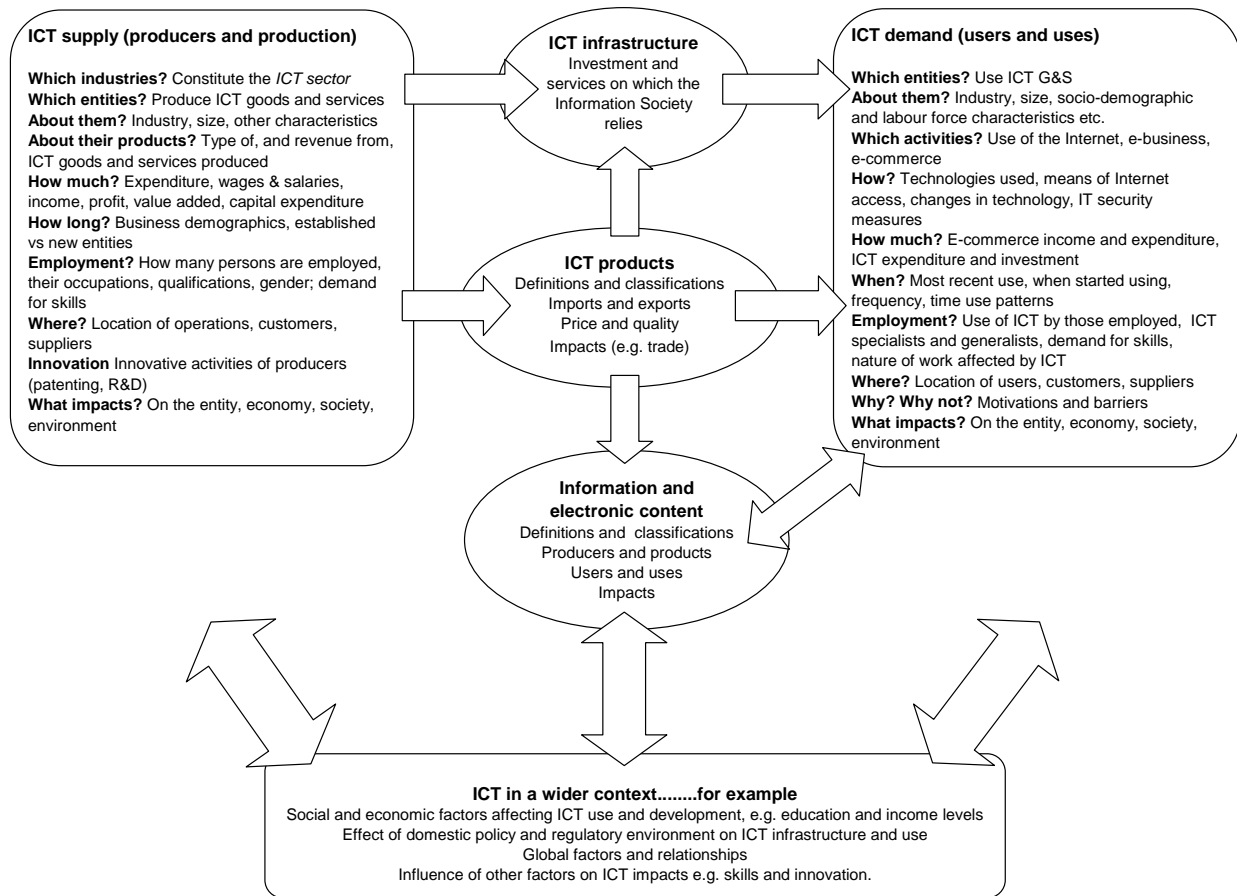 ICT supply (producers and production)
Which industries? Constitute the ICT sector
Which entities? Produce ICT goods and services
About them? Industry, size, other characteristics
About their products? Type of, and revenue from,
ICT goods and services produced
How much? Expenditure, wages & salaries,
income, profit, value added, capital expenditure
How long? Business demographics, established
vs new entities
Employment? How many persons are employed,
their occupations, qualifications, gender; demand
for skills
Where? Location of operations, customers,
suppliers
Innovation Innovative activities of producers
(patenting, R&D)
What impacts? On the entity, economy, society,
environment
ICT infrastructure
Investment and
services on which the
Information Society
relies
ICT products
Definitions and classifications
Imports and exports
Price and quality
Impacts (e.g. trade)
Information and
electronic content
Definitions and classifications
Producers and products
Users and uses
Impacts
ICT demand (users and uses)
Which entities? Use ICT G&S
About them? Industry, size, socio-demographic
and labour force characteristics etc.
Which activities? Use of the Internet, e-business,
e-commerce
How? Technologies used, means of Internet
access, changes in technology, IT security
measures
How much? E-commerce income and expenditure,
ICT expenditure and investment
When? Most recent use, when started using,
frequency, time use patterns
Employment? Use of ICT by those employed, ICT
specialists and generalists, demand for skills,
nature of work affected by ICT
Where? Location of users, customers, suppliers
Why? Why not? Motivations and barriers
What impacts? On the entity, economy, society,
environment
ICT in a wider context........for example
Social and economic factors affecting ICT use and development, e.g. education and income levels
Effect of domestic policy and regulatory environment on ICT infrastructure and use
Global factors and relationships
Influence of other factors on ICT impacts e.g. skills and innovation.